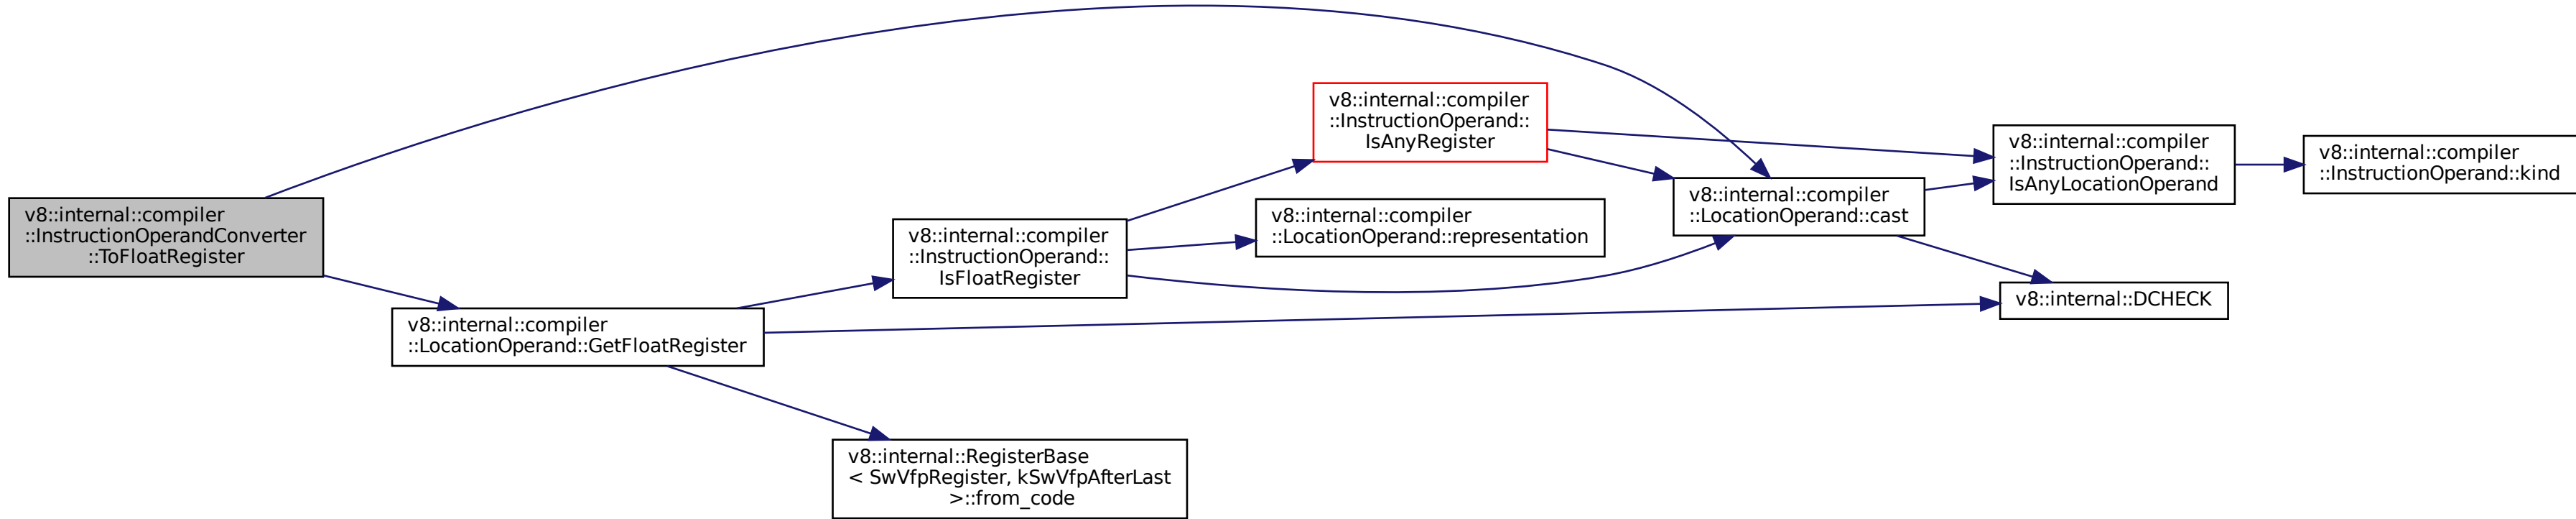 v8::internal::compiler
::InstructionOperandConverter
::ToFloatRegister
v8::internal::compiler
::LocationOperand::GetFloatRegister
v8::internal::compiler
::InstructionOperand::
IsFloatRegister
v8::internal::RegisterBase
< SwVfpRegister, kSwVfpAfterLast
>::from_code
v8::internal::compiler
::InstructionOperand::
IsAnyRegister
v8::internal::compiler
::LocationOperand::representation
v8::internal::compiler
::LocationOperand::cast
v8::internal::compiler
::InstructionOperand::
IsAnyLocationOperand
v8::internal::DCHECK
v8::internal::compiler
::InstructionOperand::kind